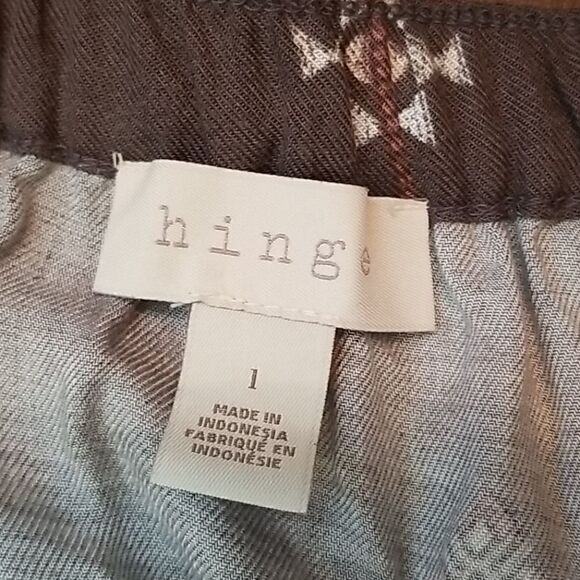 hinge
1
MADE IN
INDONESIA
FABRIQUÉ EN
INDONÉSIE